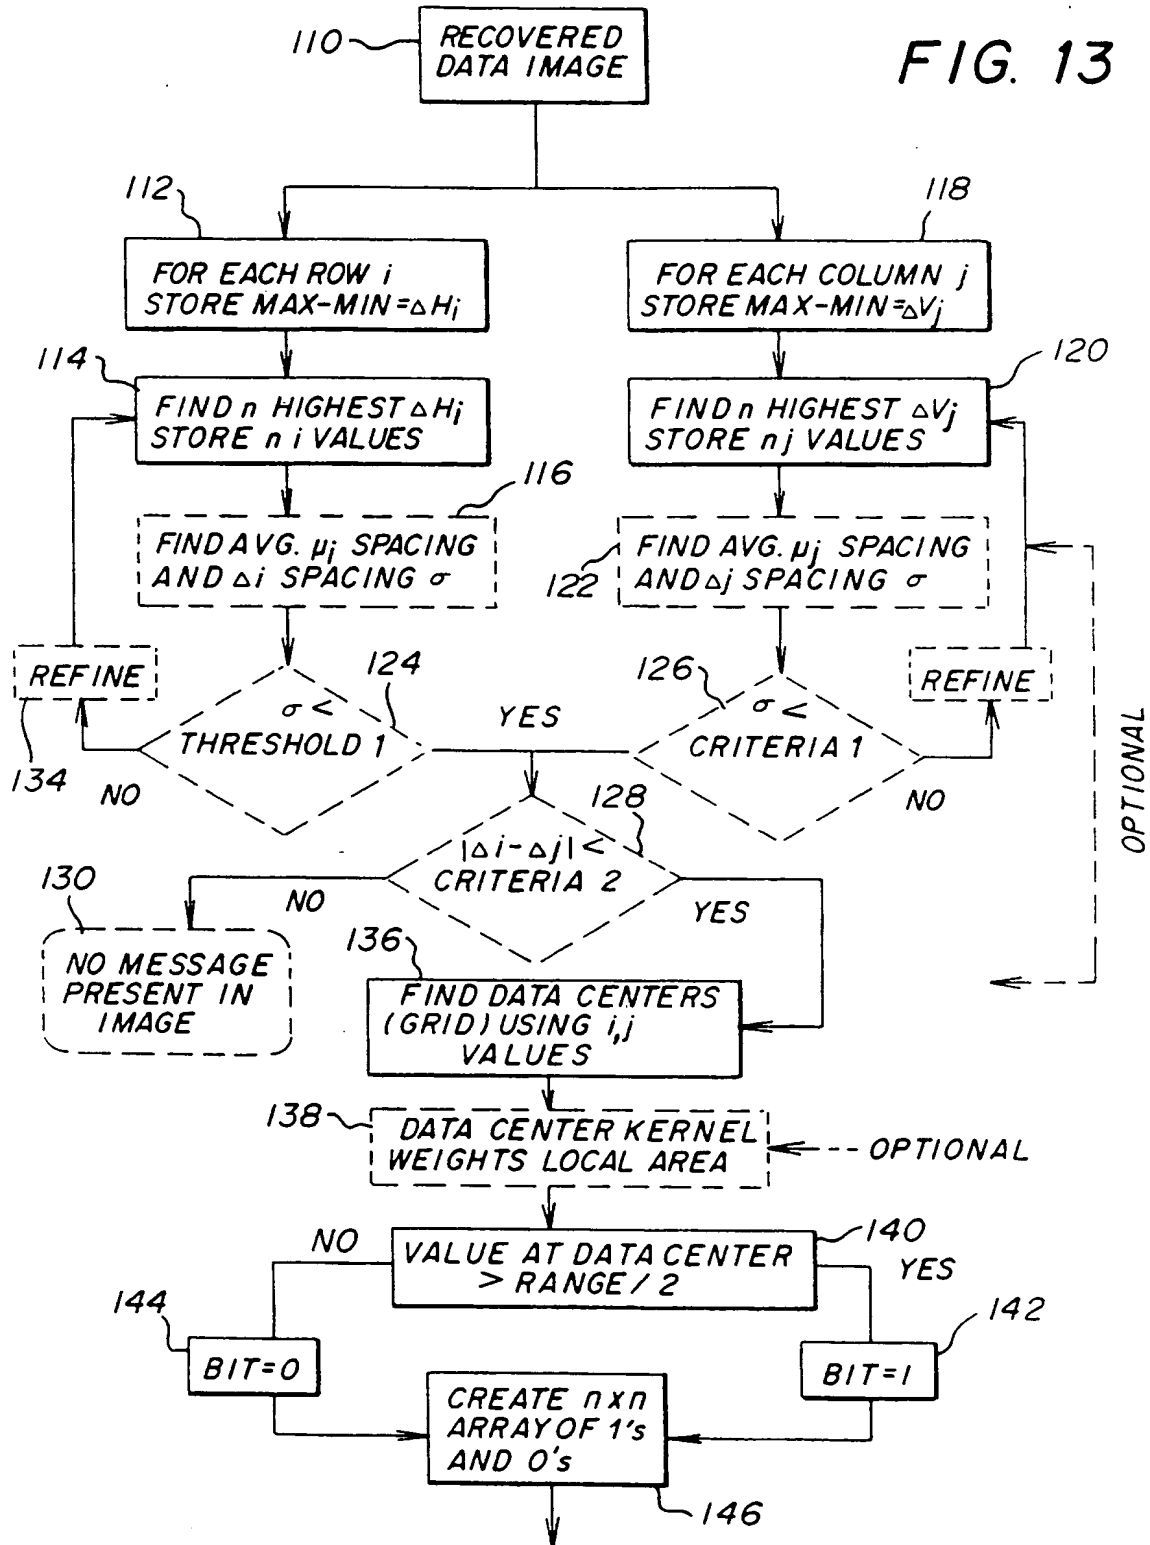 FIG. 13
110
RECOVERED
DATA IMAGE
112
FOR EACH ROW i
STORE MAX-MIN=ΔHi
118
FOR EACH COLUMN j
STORE MAX-MIN=ΔVj
114
FIND n HIGHEST ΔHi
STORE n i VALUES
120
FIND n HIGHEST ΔVj
STORE nj VALUES
116
FIND AVG. μi SPACING
AND Δi SPACING σ
122
FIND AVG. μj SPACING
AND Δj SPACING σ
REFINE
134
NO
124
σ <
THRESHOLD 1
YES
126
σ <
CRITERIA 1
REFINE
NO
OPTIONAL
128
|Δi-Δj| <
CRITERIA 2
NO
YES
130
NO MESSAGE
PRESENT IN
IMAGE
136
FIND DATA CENTERS
(GRID) USING i,j
VALUES
138
DATA CENTER KERNEL
WEIGHTS LOCAL AREA
OPTIONAL
NO
140
VALUE AT DATA CENTER
> RANGE / 2
YES
144
BIT=0
142
BIT=1
CREATE nxn
ARRAY OF 1's
AND 0's
146